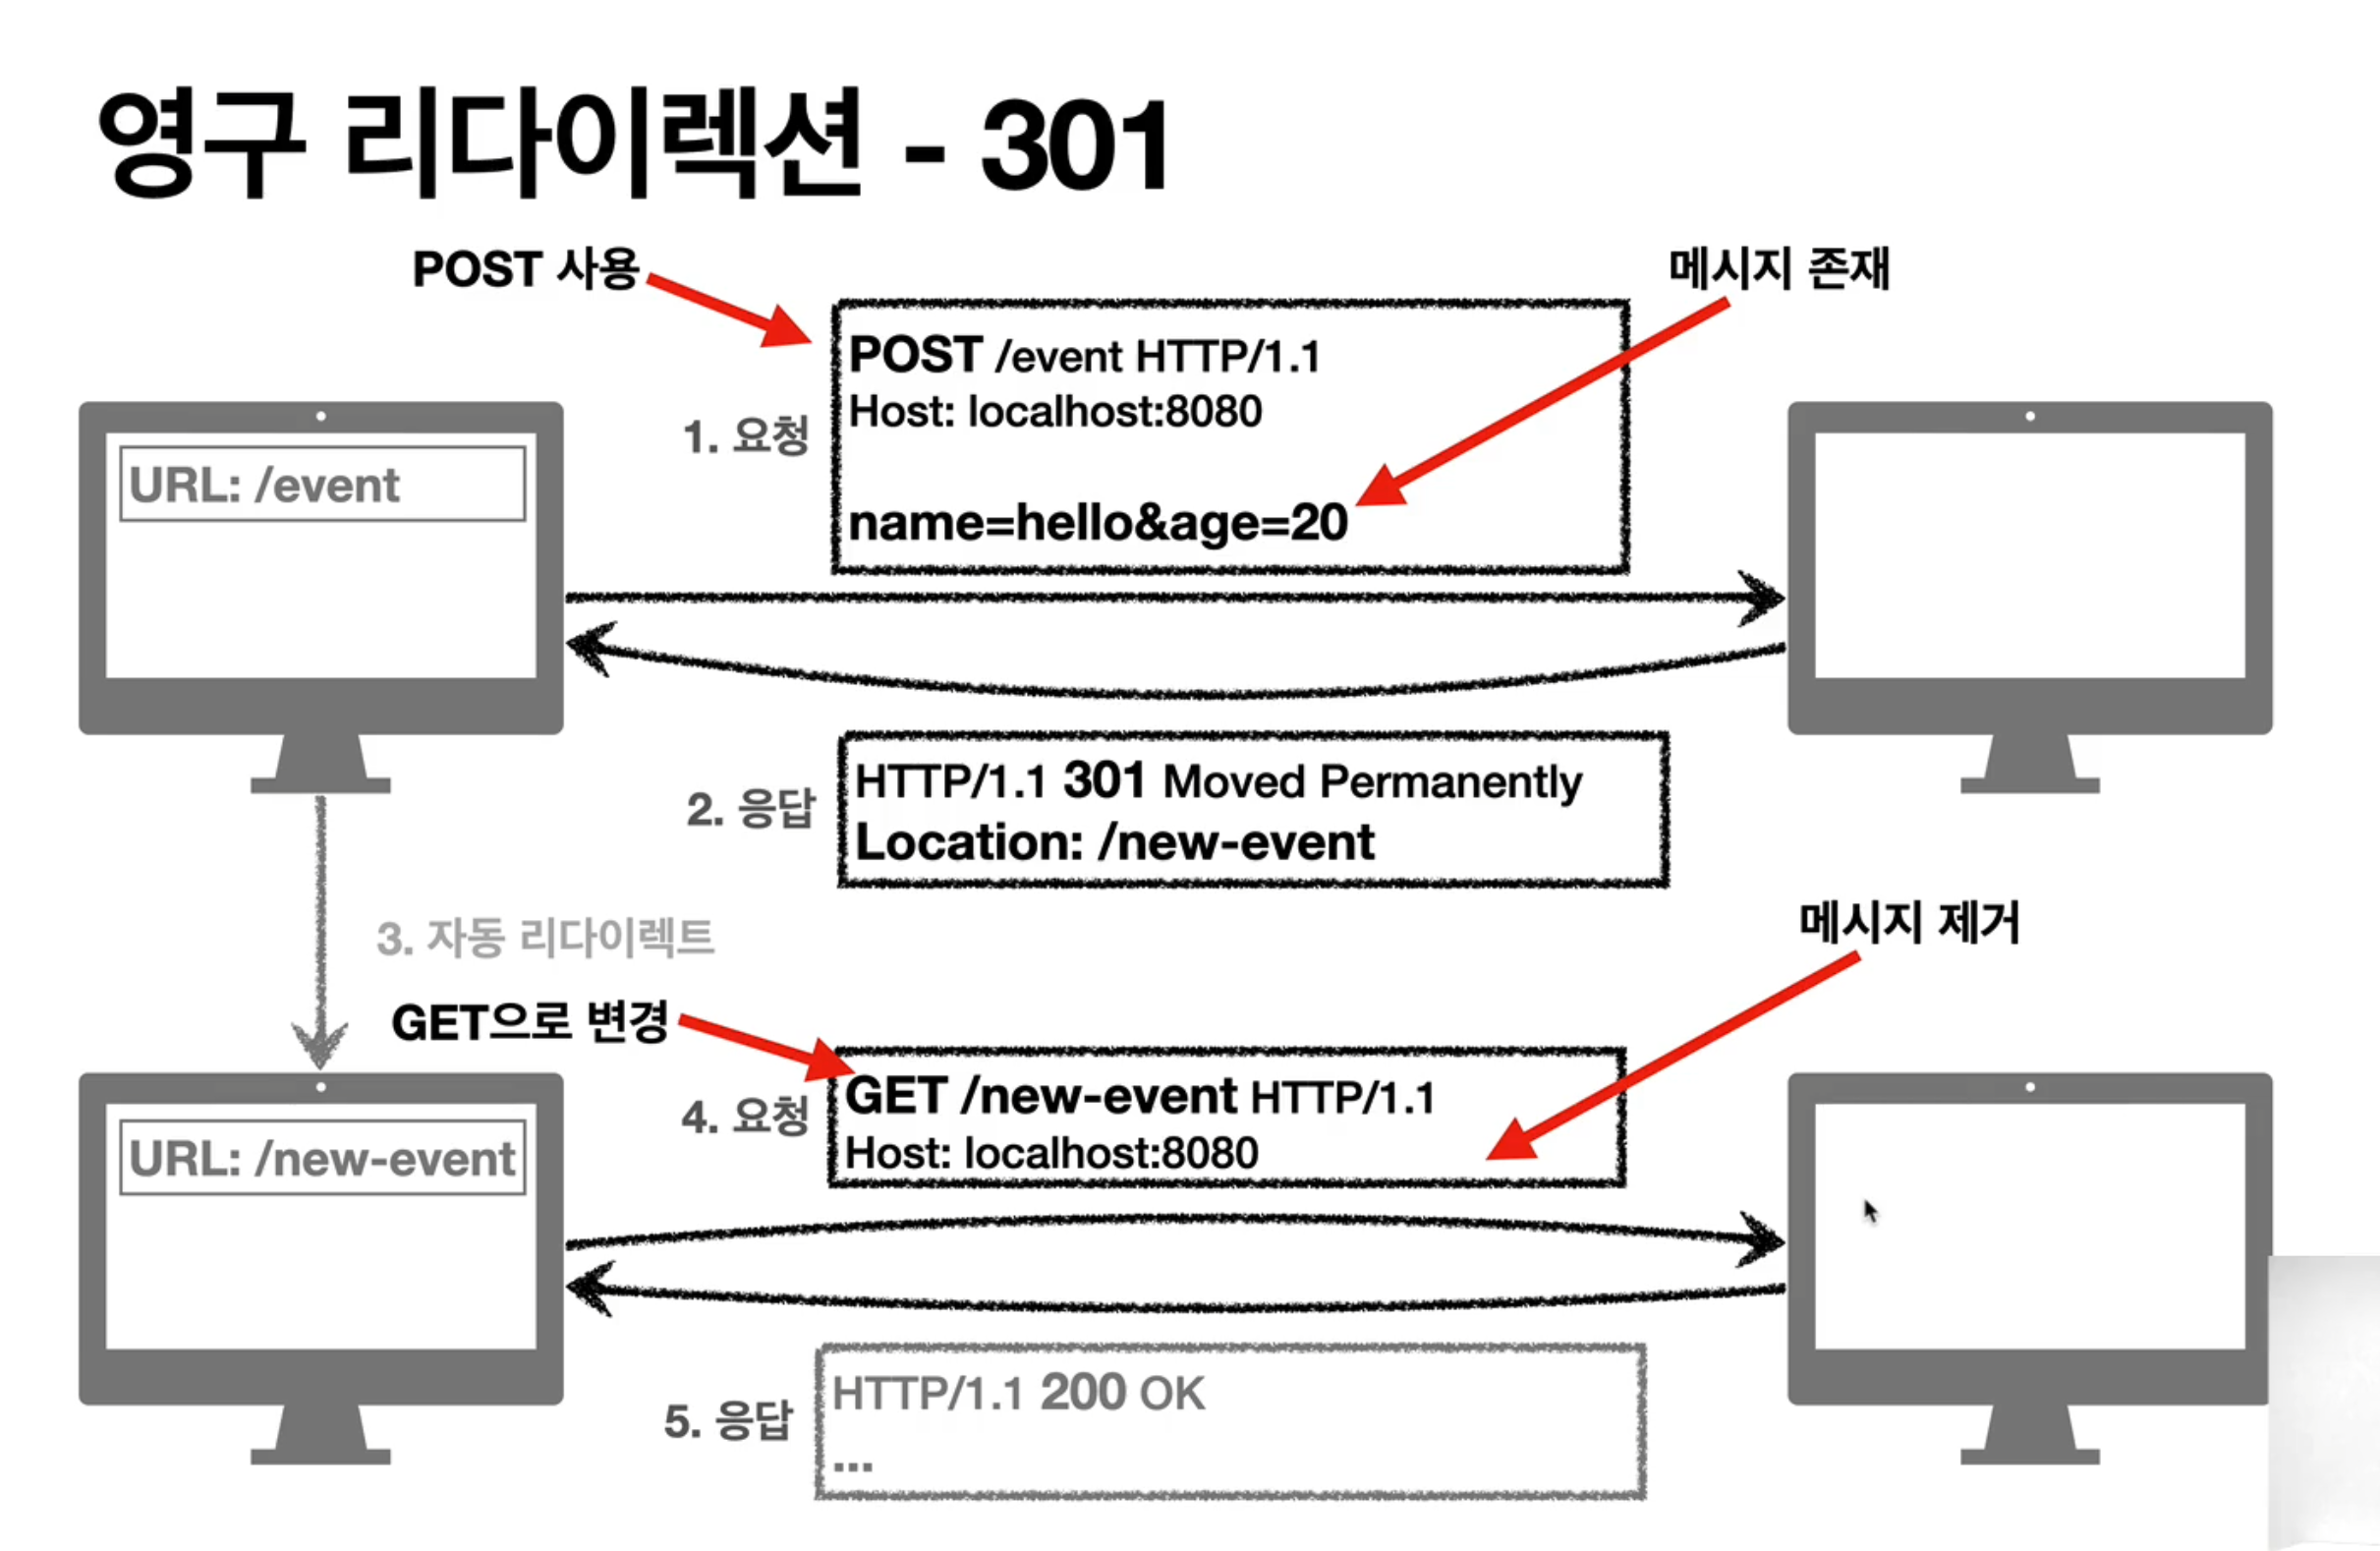 영구 리다이렉션 - 301
POST 사용
메시지 존재
POST /event HTTP/1.1
Host: localhost:8080
name=hello&age=20
1. 요청
URL: /event
2. 응답
HTTP/1.1 301 Moved Permanently
Location: /new-event
3. 자동 리다이렉트
메시지 제거
GET으로 변경
4. 요청
GET /new-event HTTP/1.1
Host: localhost:8080
URL: /new-event
5. 응답
HTTP/1.1 200 OK
...